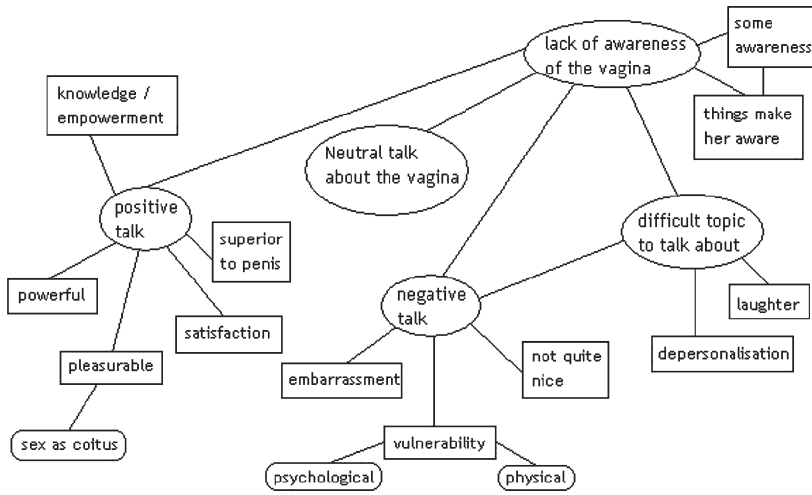 some
awareness
lack of awareness
of the vagina
knowledge /
empowerment
things make
her aware
Neutral talk
about the vagina
positive
talk
superior
to penis
difficult topic
to talk about
powerful
negative
talk
laughter
satisfaction
depersonalisation
pleasurable
embarrassment
not quite
nice
sex as coitus
vulnerability
psychological
physical